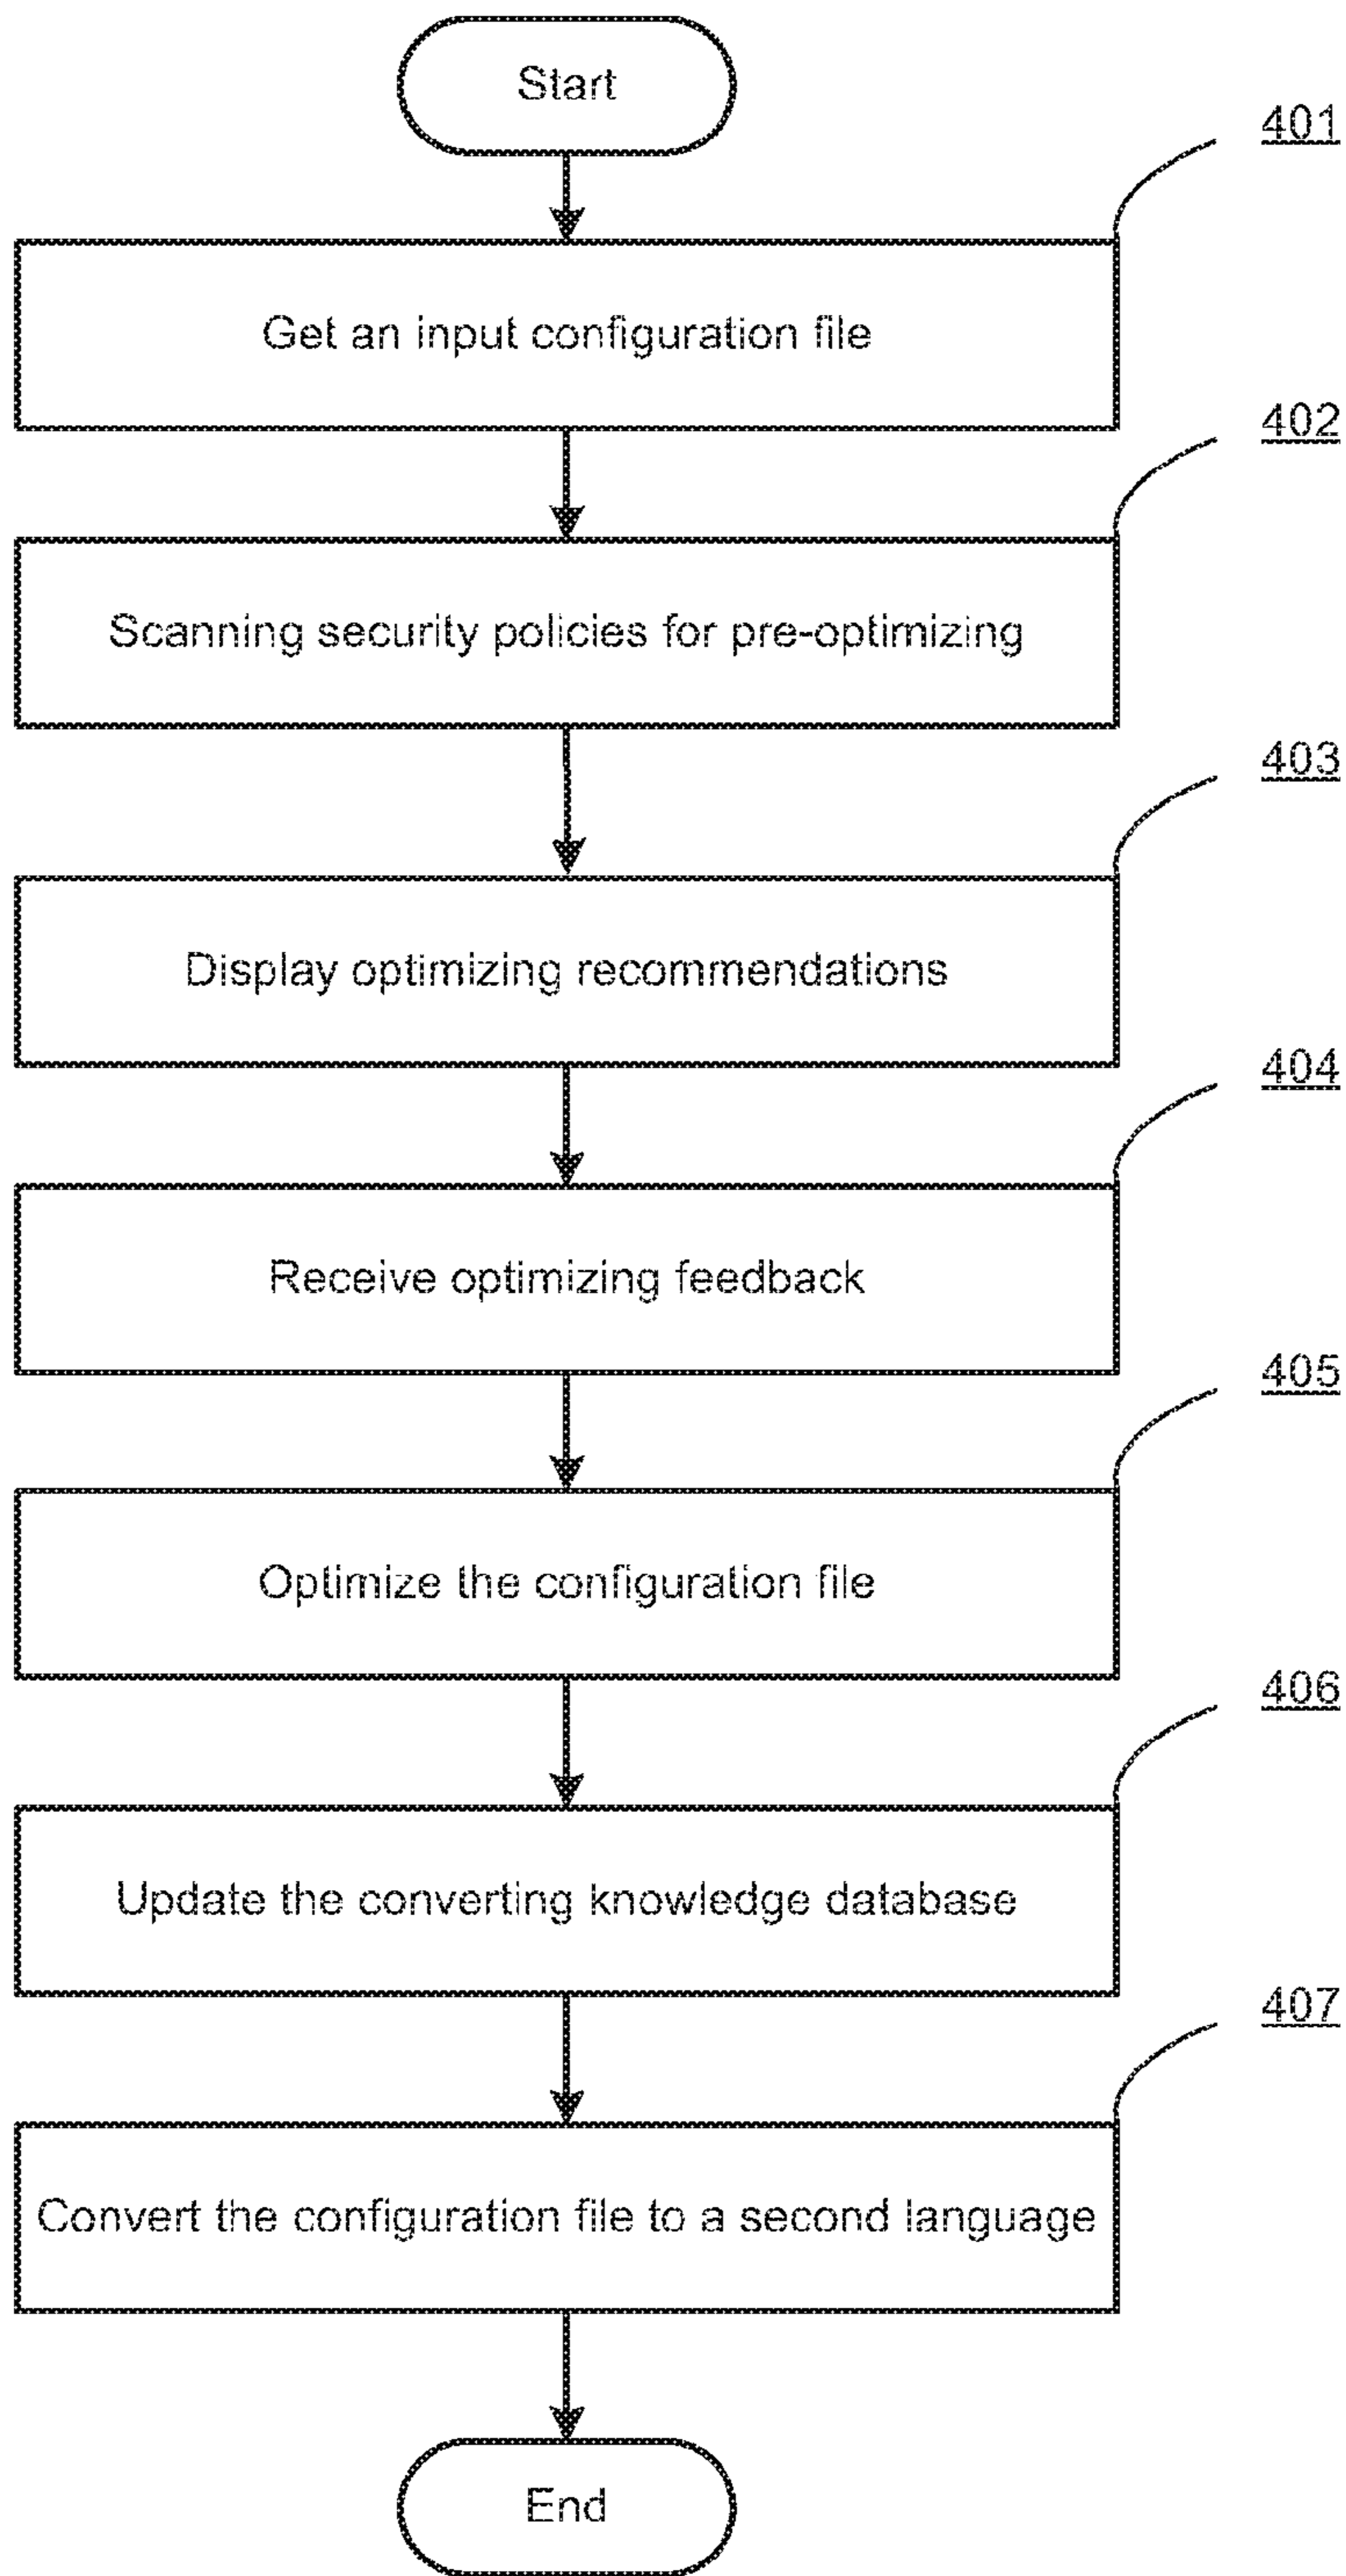 Start
401
Get an input configuration file
402
Scanning security policies for pre-optimizing
403
Display optimizing recommendations
404
Receive optimizing feedback
405
Optimize the configuration file
406
Update the converting knowledge database
407
Convert the configuration file to a second language
End